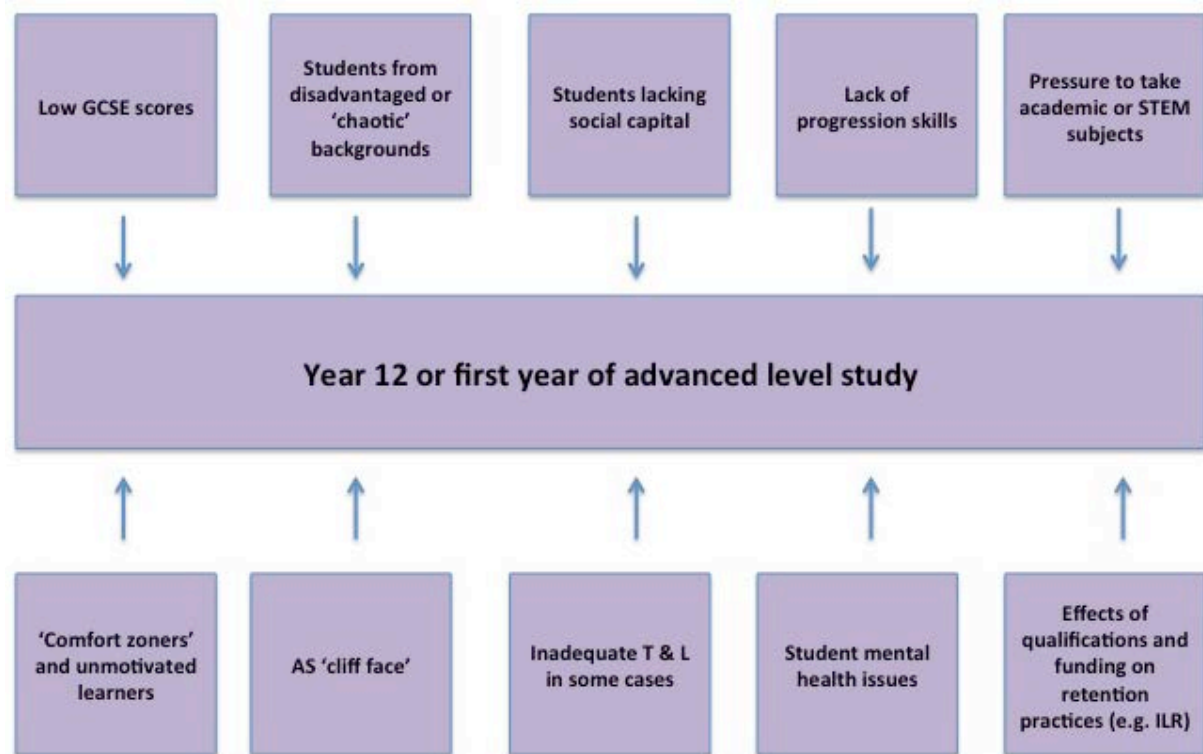 Low GCSE scores
Students from
disadvantaged or
‘chaotic’
backgrounds
Students lacking
social capital
Lack of
progression skills
Pressure to take
academic or STEM
subjects
Year 12 or first year of advanced level study
‘Comfort zoners’
and unmotivated
learners
AS ‘cliff face’
Inadequate T & L
in some cases
Student mental
health issues
Effects of
qualifications and
funding on
retention
practices (e.g. ILR)